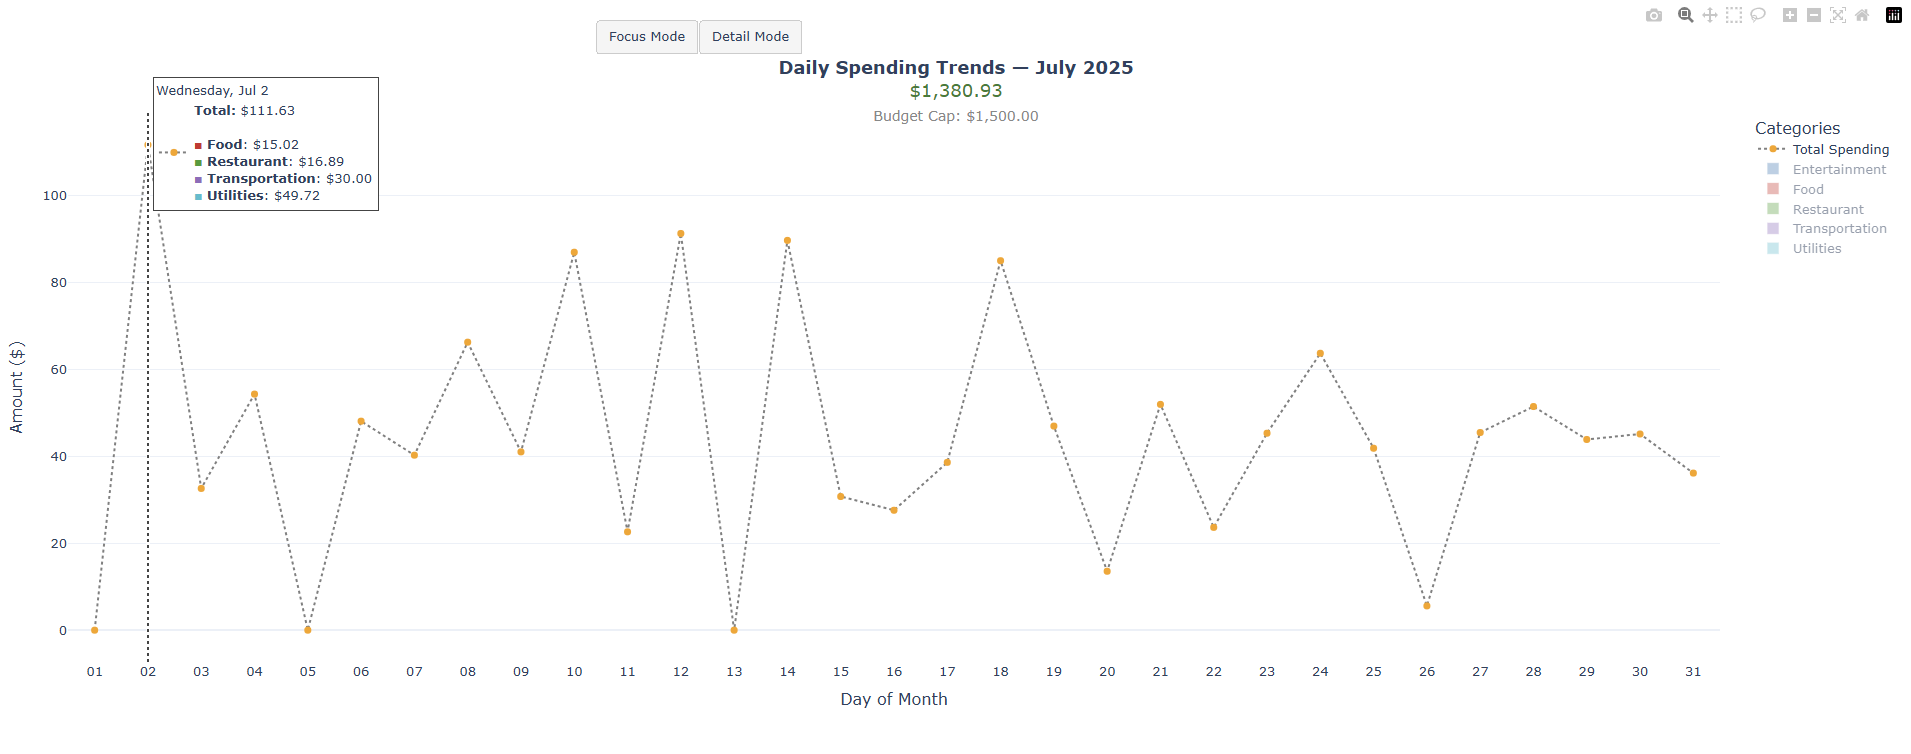 Focus Mode
Detail Mode
Daily Spending Trends — July 2025
$1,380.93
Budget Cap: $1,500.00
Wednesday, Jul 2
Total: $111.63
Food: $15.02
Restaurant: $16.89
Transportation: $30.00
Utilities: $49.72
Categories
Total Spending
Entertainment
Food
Restaurant
Transportation
Utilities
Amount ($)
100
80
60
40
20
0
01 02 03 04 05 06 07 08 09 10 11 12 13 14 15 16 17 18 19 20 21 22 23 24 25 26 27 28 29 30 31
Day of Month